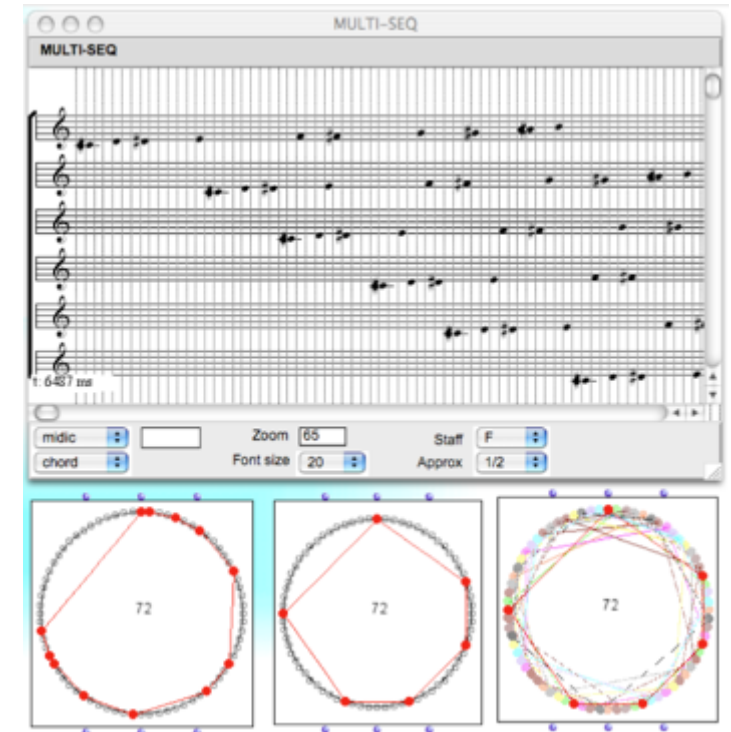 MULTI-SEQ
MULTI-SEQ
t: 6487 ms
midic Zoom 65 Staff F
chord Font size 20 Approx 1/2
72 72 72